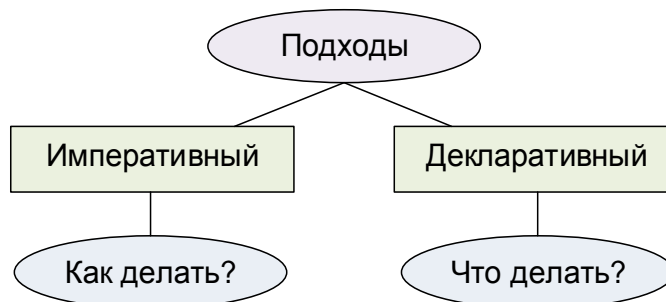 Подходы
Императивный
Декларативный
Как делать?
Что делать?